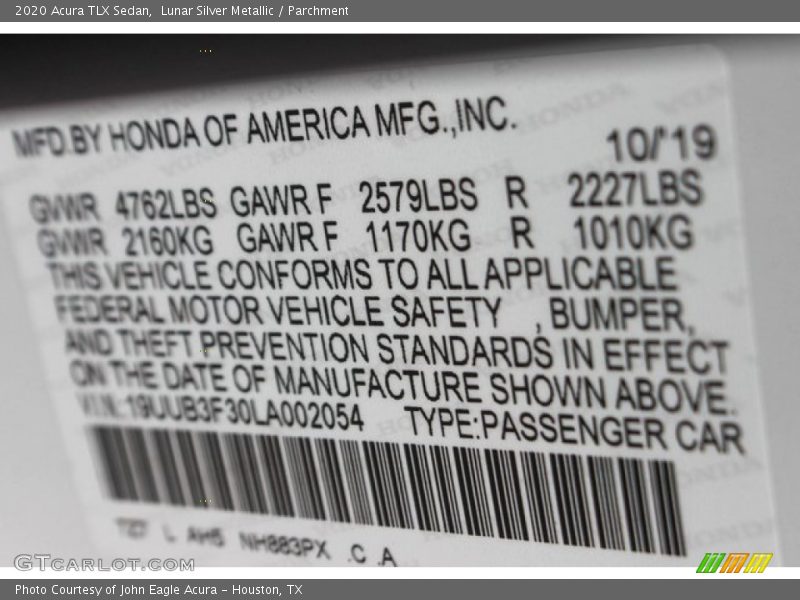 2020 Acura TLX Sedan,  Lunar Silver Metallic / Parchment
MFD.BY HONDA OF AMERICA MFG.,INC.
10/'19
GVWR 4762LBS GAWR F 2579LBS R 2227LBS
GVWR 2160KG GAWR F 1170KG R 1010KG
THIS VEHICLE CONFORMS TO ALL APPLICABLE
FEDERAL MOTOR VEHICLE SAFETY , BUMPER,
AND THEFT PREVENTION STANDARDS IN EFFECT
ON THE DATE OF MANUFACTURE SHOWN ABOVE.
V.I.N.:19UUB3F30LA002054 TYPE:PASSENGER CAR
L AH5 NH883PX .C A
GTCARLOT.COM
Photo Courtesy of John Eagle Acura - Houston, TX